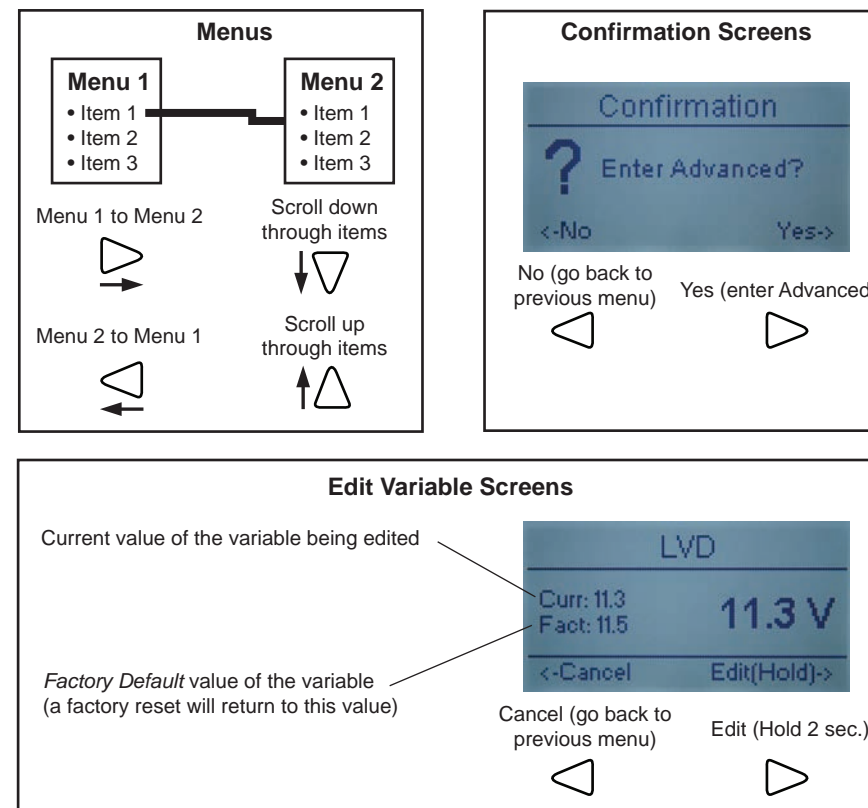 Menus
Menu 1
• Item 1
• Item 2
• Item 3
Menu 2
• Item 1
• Item 2
• Item 3
Menu 1 to Menu 2
Scroll down
through items
Menu 2 to Menu 1
Scroll up
through items
Confirmation Screens
Confirmation
? Enter Advanced?
<-No Yes->
No (go back to
previous menu)
Yes (enter Advanced
Edit Variable Screens
Current value of the variable being edited
Factory Default value of the variable
(a factory reset will return to this value)
LVD
Curr: 11.3
Fact: 11.5
11.3 V
<-Cancel Edit(Hold)->
Cancel (go back to
previous menu)
Edit (Hold 2 sec.)